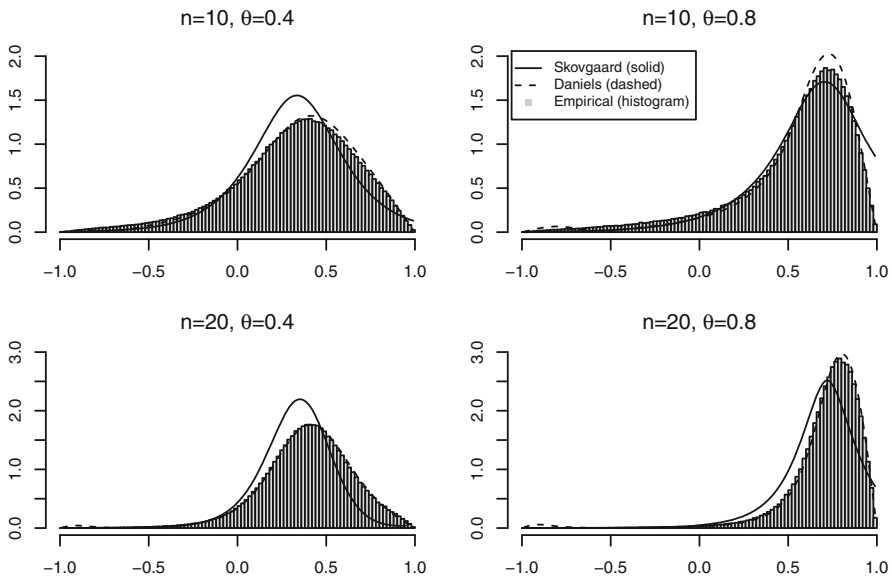 n=10, θ=0.4
n=10, θ=0.8
2.0
1.5
1.0
0.5
0.0
−1.0 −0.5 0.0 0.5 1.0
2.0
1.5
1.0
0.5
0.0
Skovgaard (solid)
Daniels (dashed)
Empirical (histogram)
−1.0 −0.5 0.0 0.5 1.0
n=20, θ=0.4
n=20, θ=0.8
3.0
2.0
1.0
0.0
−1.0 −0.5 0.0 0.5 1.0
3.0
2.0
1.0
0.0
−1.0 −0.5 0.0 0.5 1.0